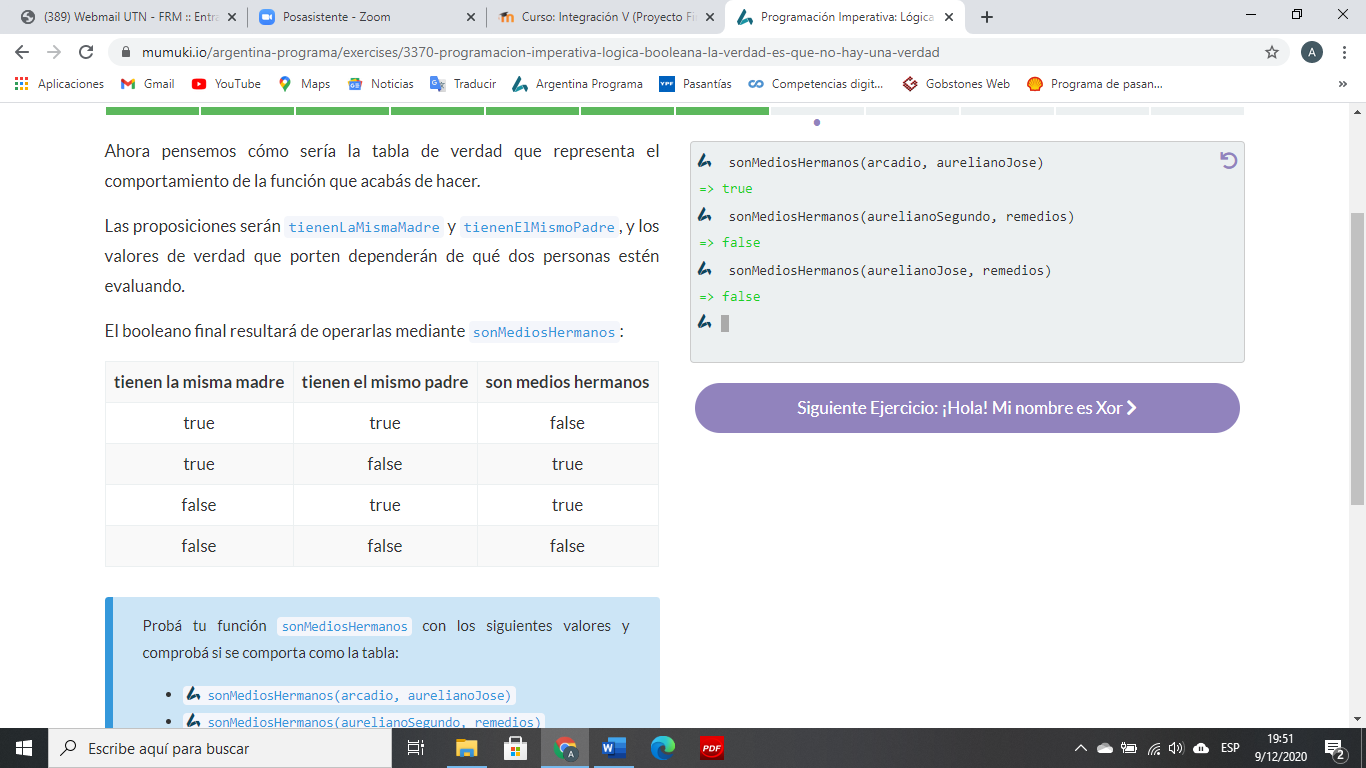 (389) Webmail UTN - FRM :: Entra
Posasistente - Zoom
Curso: Integración V (Proyecto Fi
Programación Imperativa: Lógica
mumuki.io/argentina-programa/exercises/3370-programacion-imperativa-logica-booleana-la-verdad-es-que-no-hay-una-verdad
A
Aplicaciones
Gmail
YouTube
Maps
Noticias
Traducir
Argentina Programa
YPF
Pasantías
Competencias digit...
Gobstones Web
Programa de pasan...
»
Ahora pensemos cómo sería la tabla de verdad que representa el
comportamiento de la función que acabás de hacer.
Las proposiciones serán tienenLaMismaMadre y tienenElMismoPadre, y los
valores de verdad que porten dependerán de qué dos personas estén
evaluando.
El booleano final resultará de operarlas mediante sonMediosHermanos:
tienen la misma madre tienen el mismo padre son medios hermanos
true true false
true false true
false true true
false false false
Probá tu función sonMediosHermanos con los siguientes valores y
comprobá si se comporta como la tabla:
• sonMediosHermanos(arcadio, aurelianoJose)
• sonMediosHermanos(aurelianoSegundo, remedios)
sonMediosHermanos(arcadio, aurelianoJose)
=> true
sonMediosHermanos(aurelianoSegundo, remedios)
=> false
sonMediosHermanos(aurelianoJose, remedios)
=> false
Siguiente Ejercicio: ¡Hola! Mi nombre es Xor
Escribe aquí para buscar
A
W
PDF
ESP
19:51
9/12/2020
2